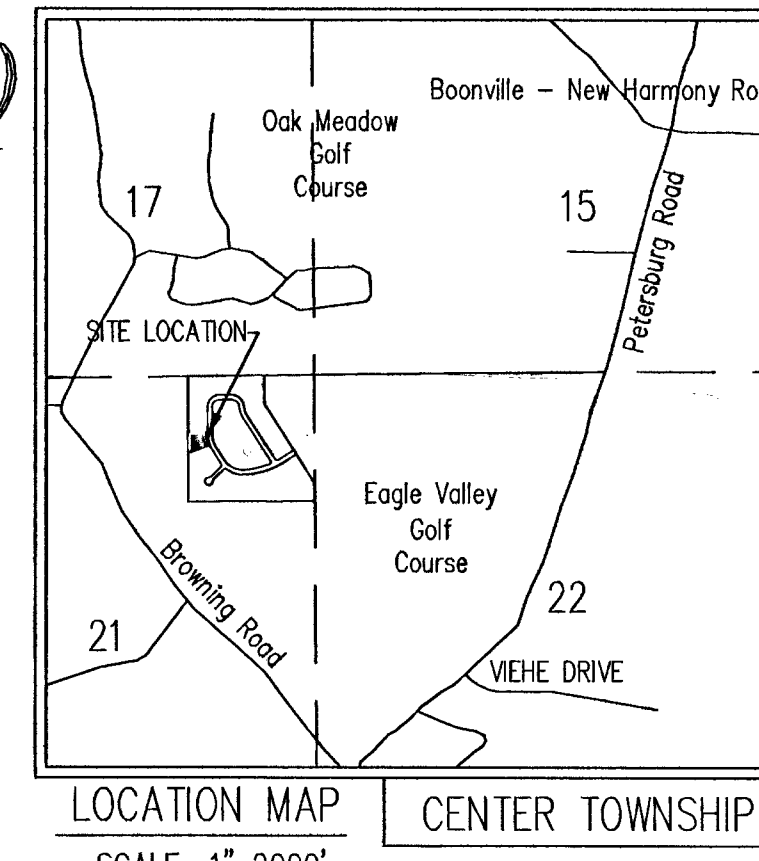 Boonville - New Harmony Ro
Oak Meadow
Golf
Course
17
15
Petersburg Road
SITE LOCATION
Eagle Valley
Golf
Course
Browning Road
22
21
VIEHE DRIVE
LOCATION MAP
CENTER TOWNSHIP